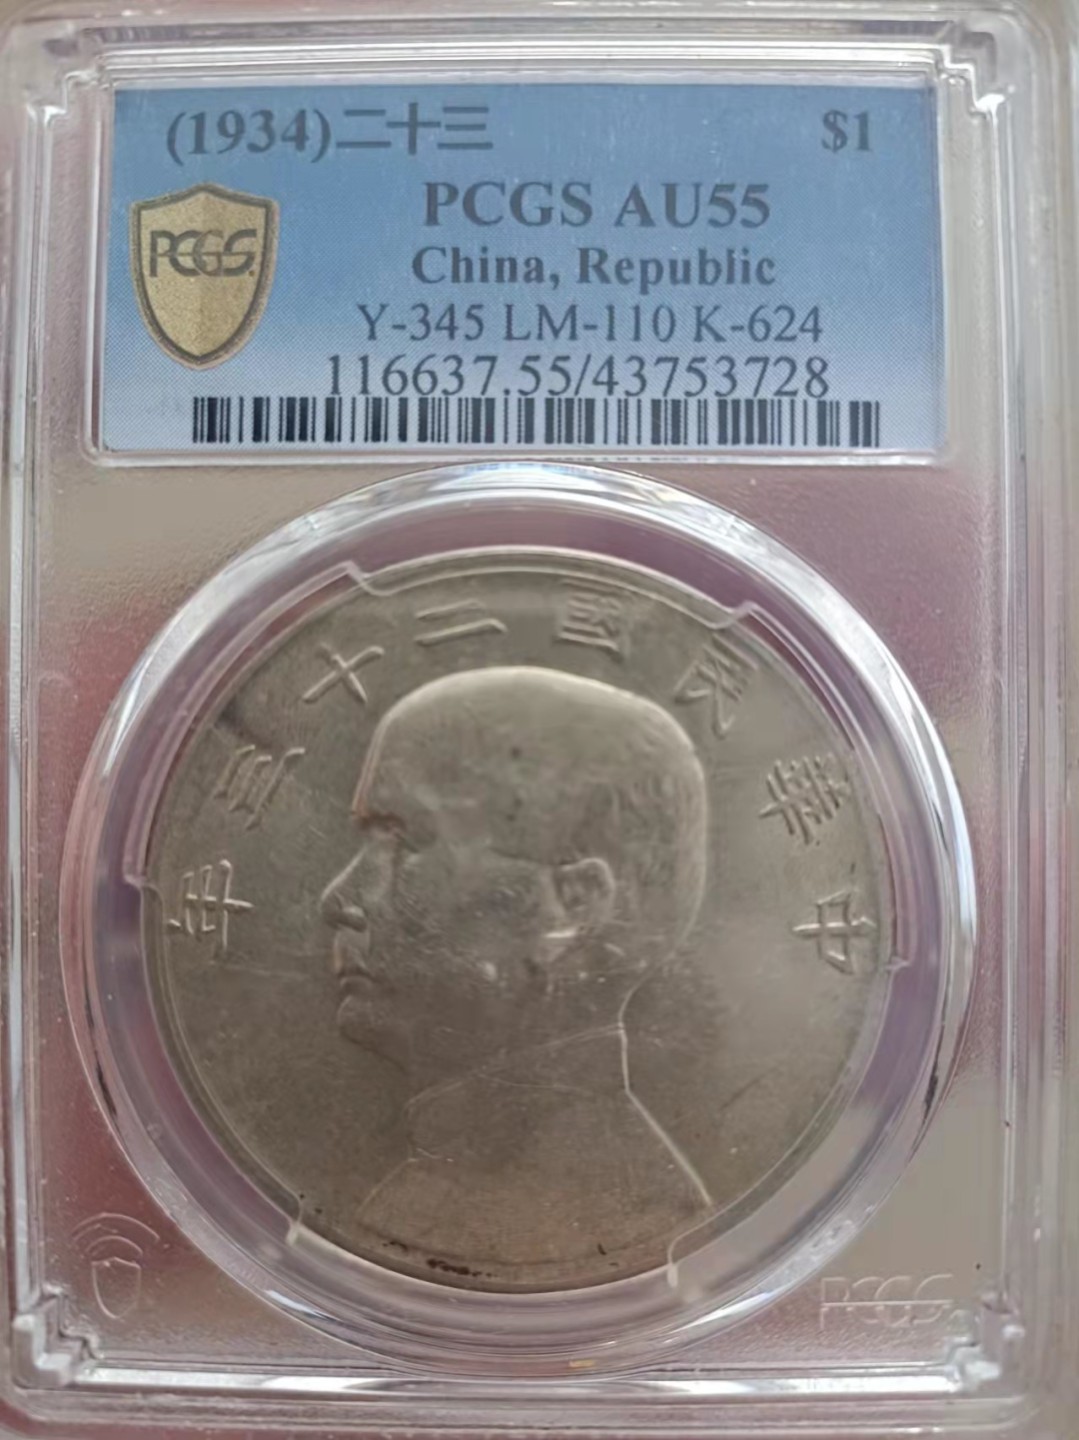 (1934)二十三 $1
PCGS AU55
PCGS
China, Republic
Y-345 LM-110 K-624
116637.55/43753728
年三十二國民華中
PCGS